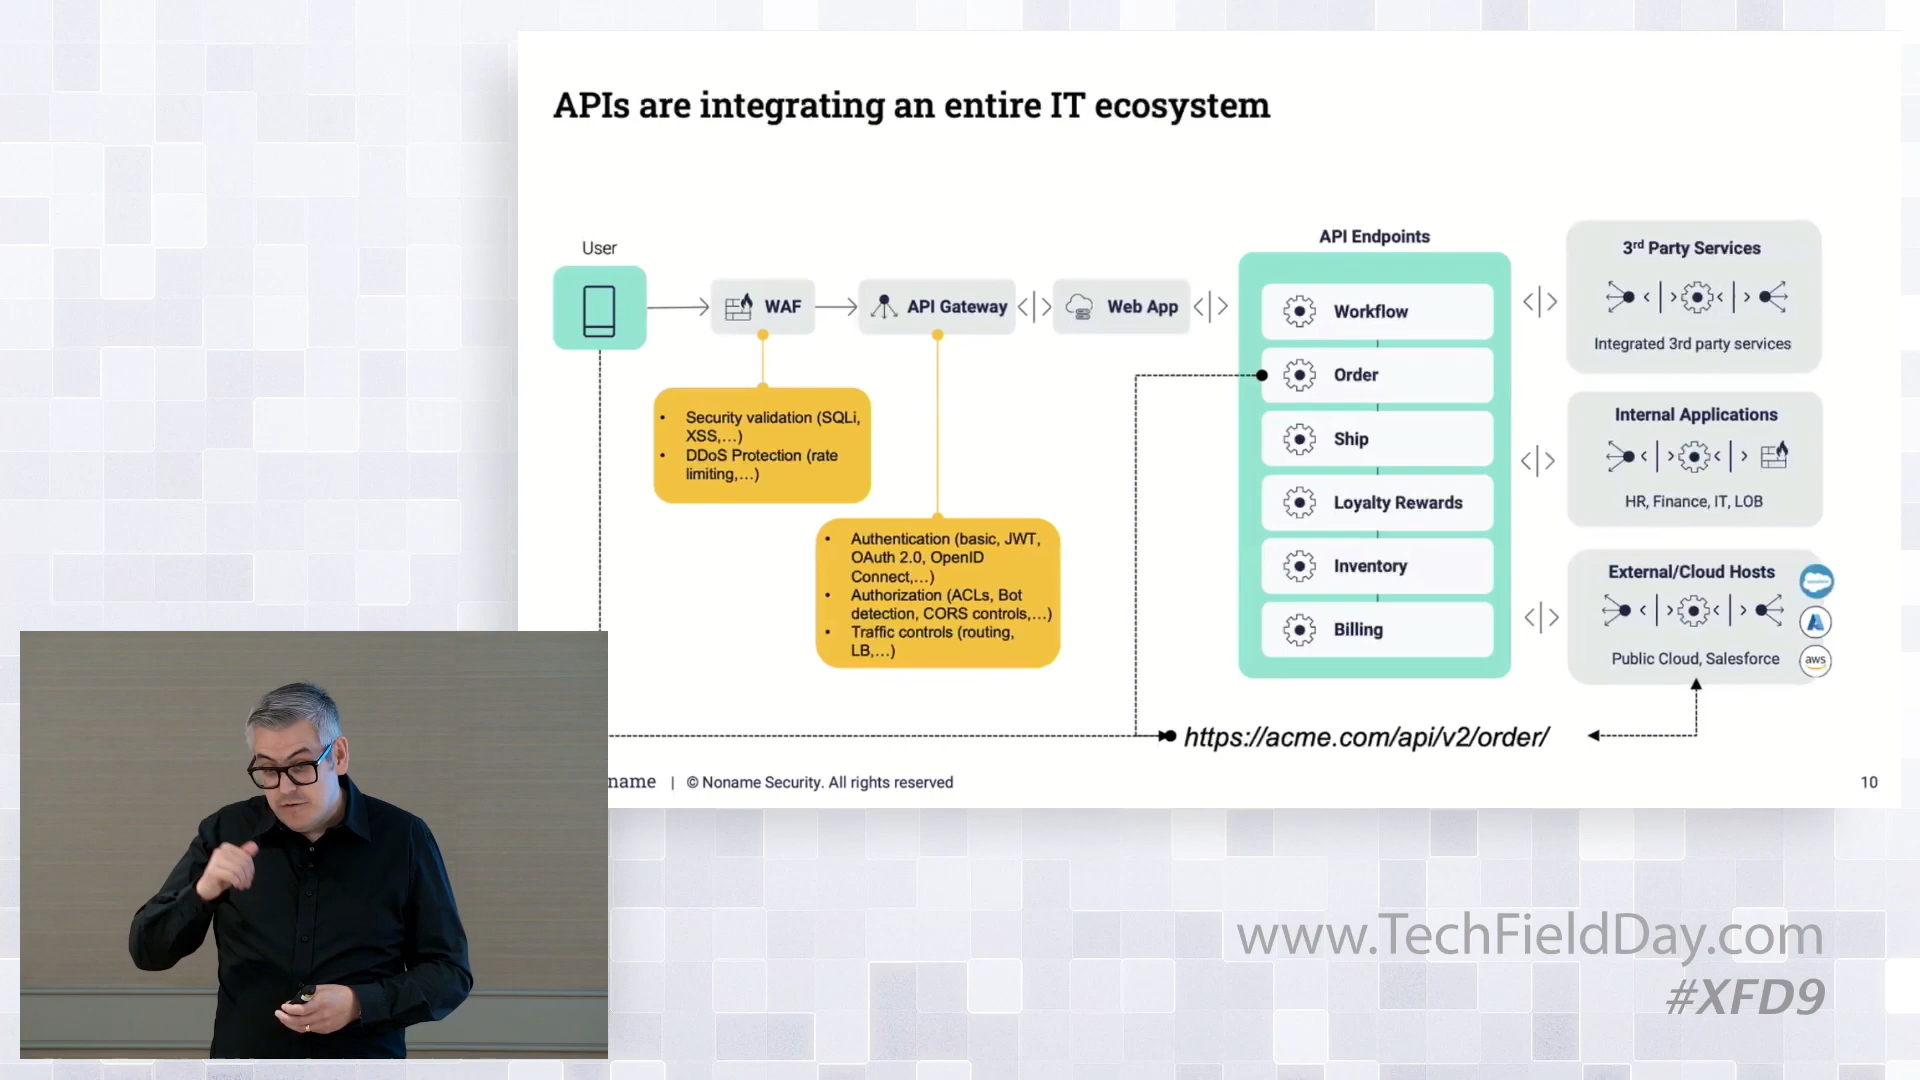 APIs are integrating an entire IT ecosystem
User
WAF
API Gateway
Web App
• Security validation (SQLi,
XSS,...)
• DDoS Protection (rate
limiting,...)
• Authentication (basic, JWT,
OAuth 2.0, OpenID
Connect,...)
• Authorization (ACLs, Bot
detection, CORS controls,...)
• Traffic controls (routing,
LB,...)
API Endpoints
Workflow
Order
Ship
Loyalty Rewards
Inventory
Billing
3rd Party Services
Integrated 3rd party services
Internal Applications
HR, Finance, IT, LOB
External/Cloud Hosts
Public Cloud, Salesforce
aws
https://acme.com/api/v2/order/
name | © Noname Security. All rights reserved
10
www.TechFieldDay.com
#XFD9